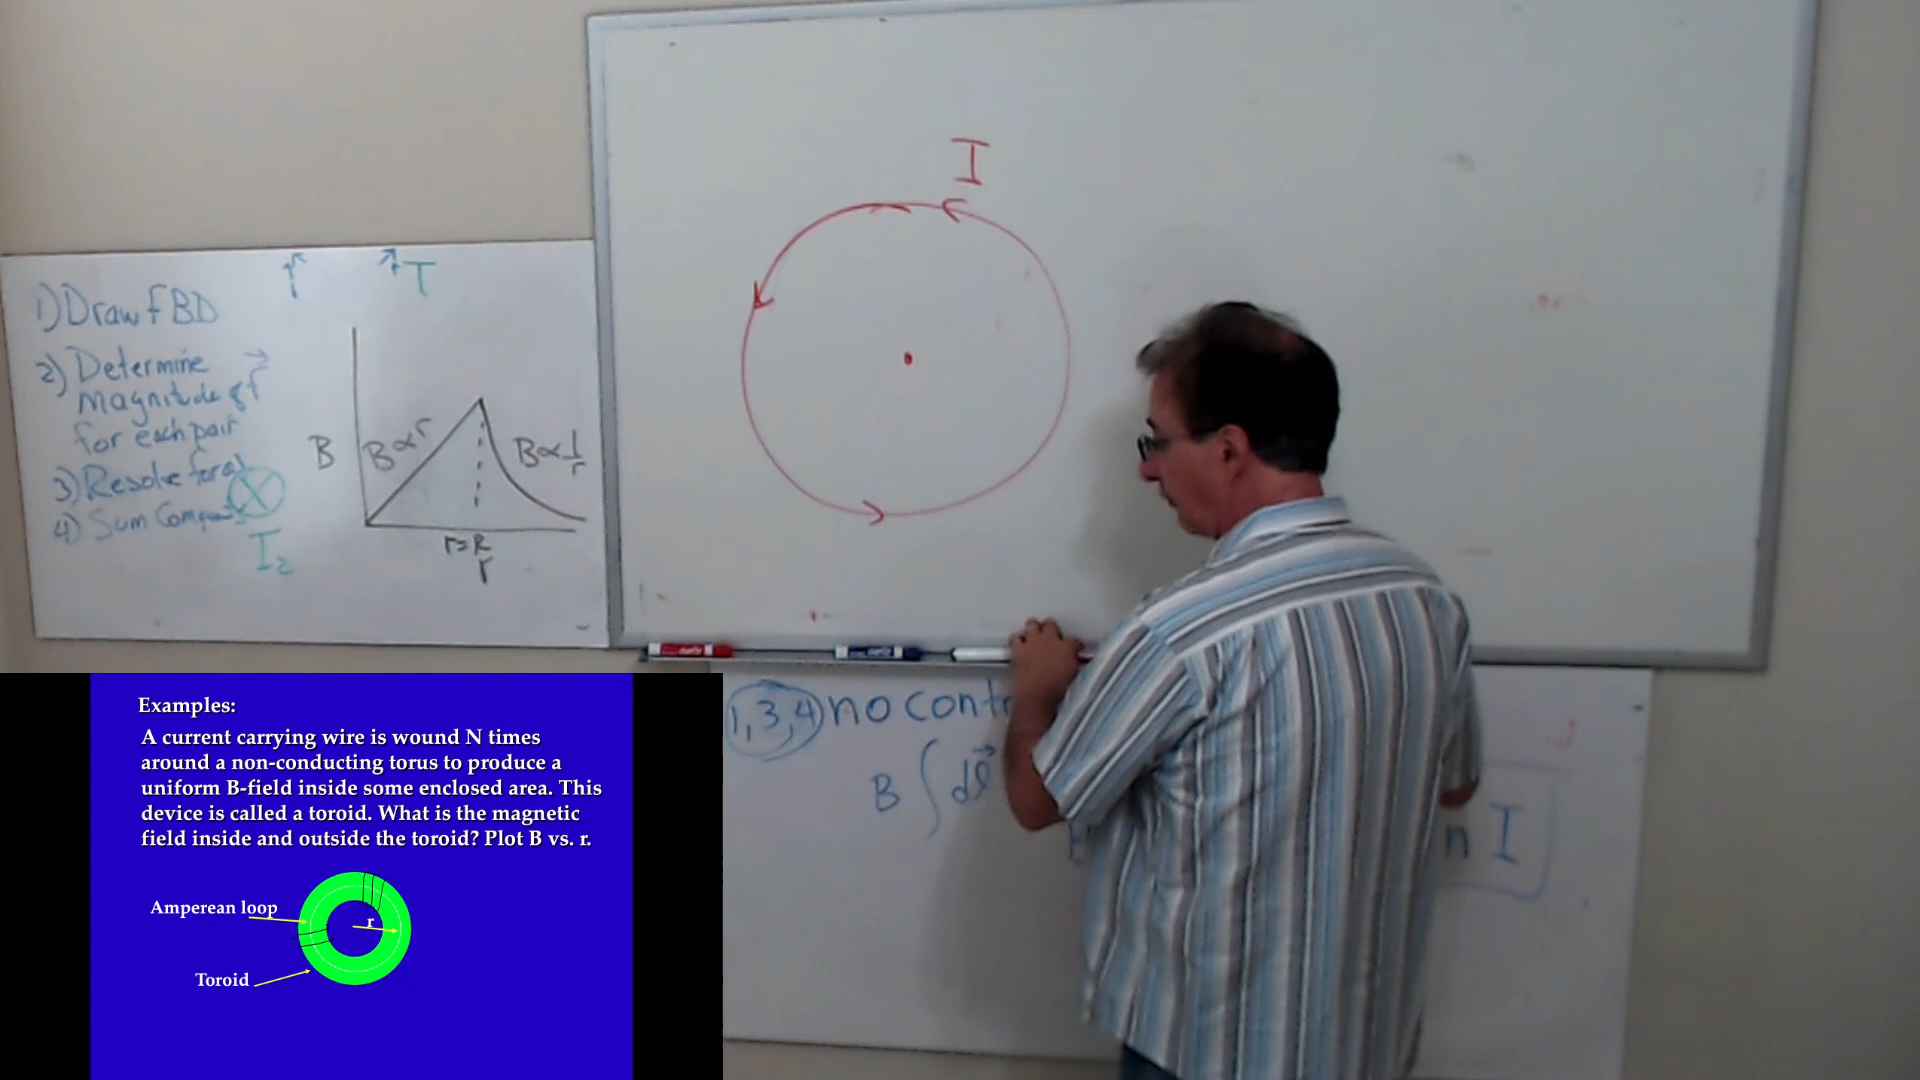 I
1) Draw FBD
2) Determine
magnitude of F
for each pair
3) Resolve
4) Sum
r
T
B
B∝r
B∝1/r
r=R
r
I₂
1,3,4) no
B ∫ dl
n I
Examples:
A current carrying wire is wound N times
around a non-conducting torus to produce a
uniform B-field inside some enclosed area. This
device is called a toroid. What is the magnetic
field inside and outside the toroid? Plot B vs. r.
Amperean loop
r
Toroid